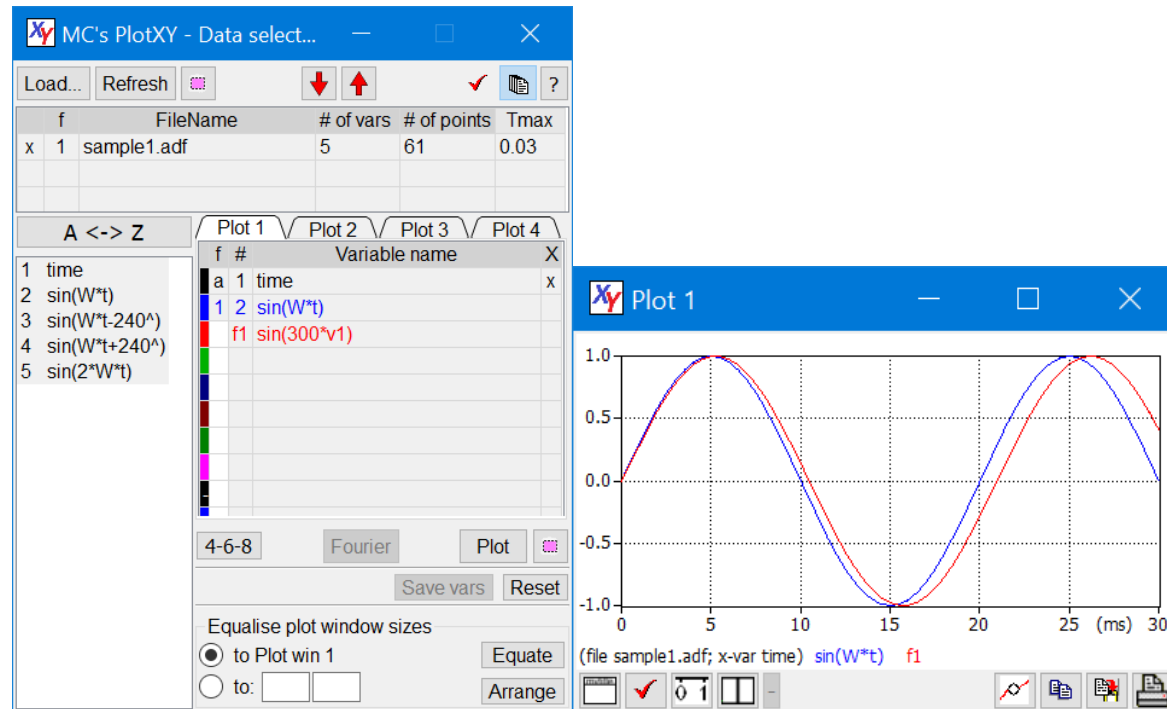 MC's PlotXY - Data select...
Load... Refresh ?
f FileName # of vars # of points Tmax
x 1 sample1.adf 5 61 0.03
A <-> Z
1 time
2 sin(W*t)
3 sin(W*t-240^)
4 sin(W*t+240^)
5 sin(2*W*t)
Plot 1 Plot 2 Plot 3 Plot 4
f # Variable name X
a 1 time x
1 2 sin(W*t)
f1 sin(300*v1)
4-6-8 Fourier Plot
Save vars Reset
Equalise plot window sizes
to Plot win 1 Equate
to: Arrange
Xy Plot 1
1.0
0.5
0.0
-0.5
-1.0
0 5 10 15 20 25 (ms) 30
(file sample1.adf; x-var time) sin(W*t) f1
0 1